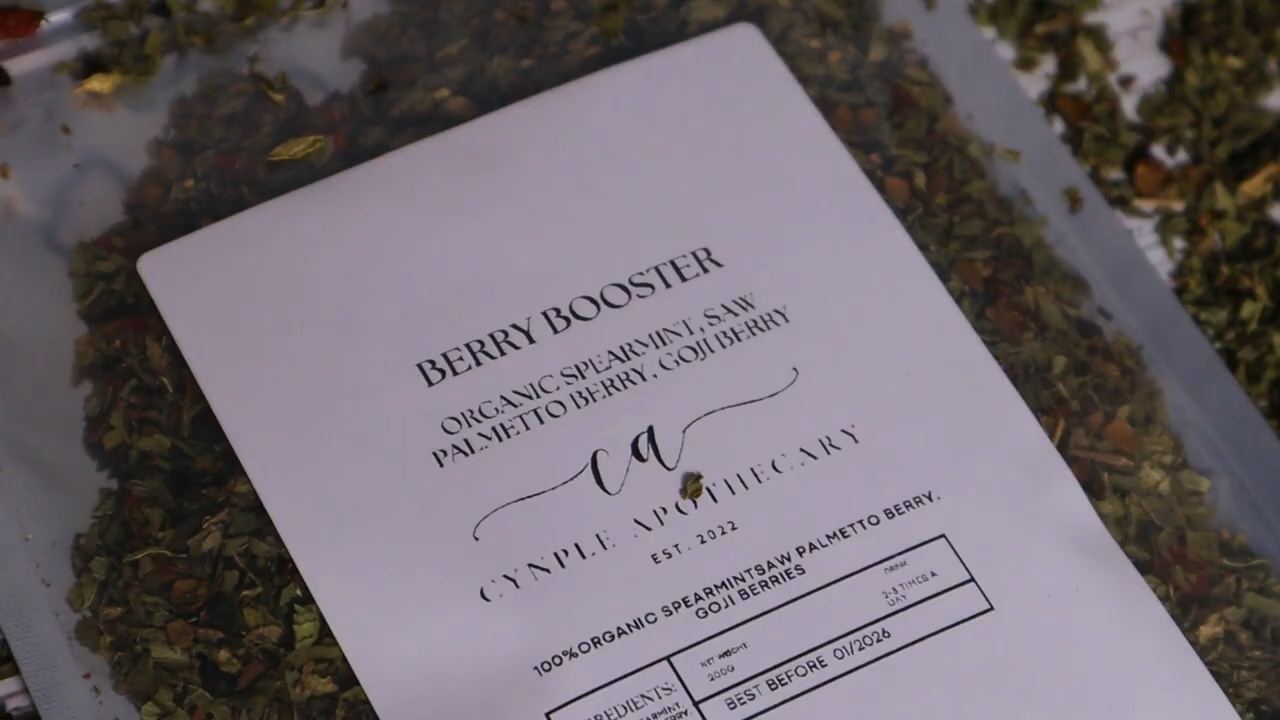 BERRY BOOSTER
ORGANIC SPEARMINT, SAW
PALMETTO BERRY, GOJI BERRY
ca
CYNPLE APOTHECARY
EST. 2022
100%ORGANIC SPEARMINTSAW PALMETTO BERRY.
GOJI BERRIES
DRINK
2-3 TIMES A
DAY
NET WEIGHT:
200G
BEST BEFORE 01/2026